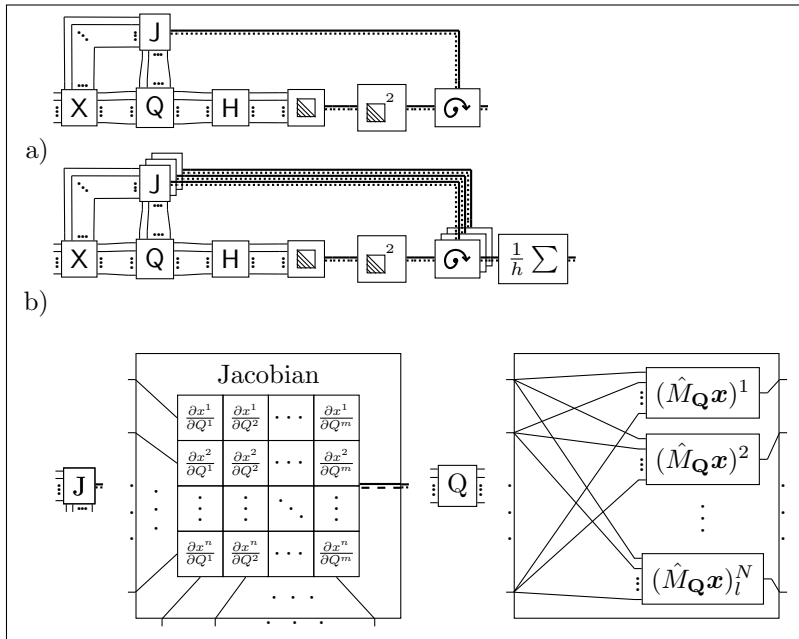 J
X Q H 2
a)
J
X Q H 2 1/h ∑
b)
Jacobian
∂x¹/∂Q¹ ∂x¹/∂Q² ··· ∂x¹/∂Qᵐ
∂x²/∂Q¹ ∂x²/∂Q² ··· ∂x²/∂Qᵐ
⋮ ⋮ ⋱ ⋮
∂xⁿ/∂Q¹ ∂xⁿ/∂Q² ··· ∂xⁿ/∂Qᵐ
J
Q
(M̂_Q x)¹
(M̂_Q x)²
(M̂_Q x)ᴺ_l